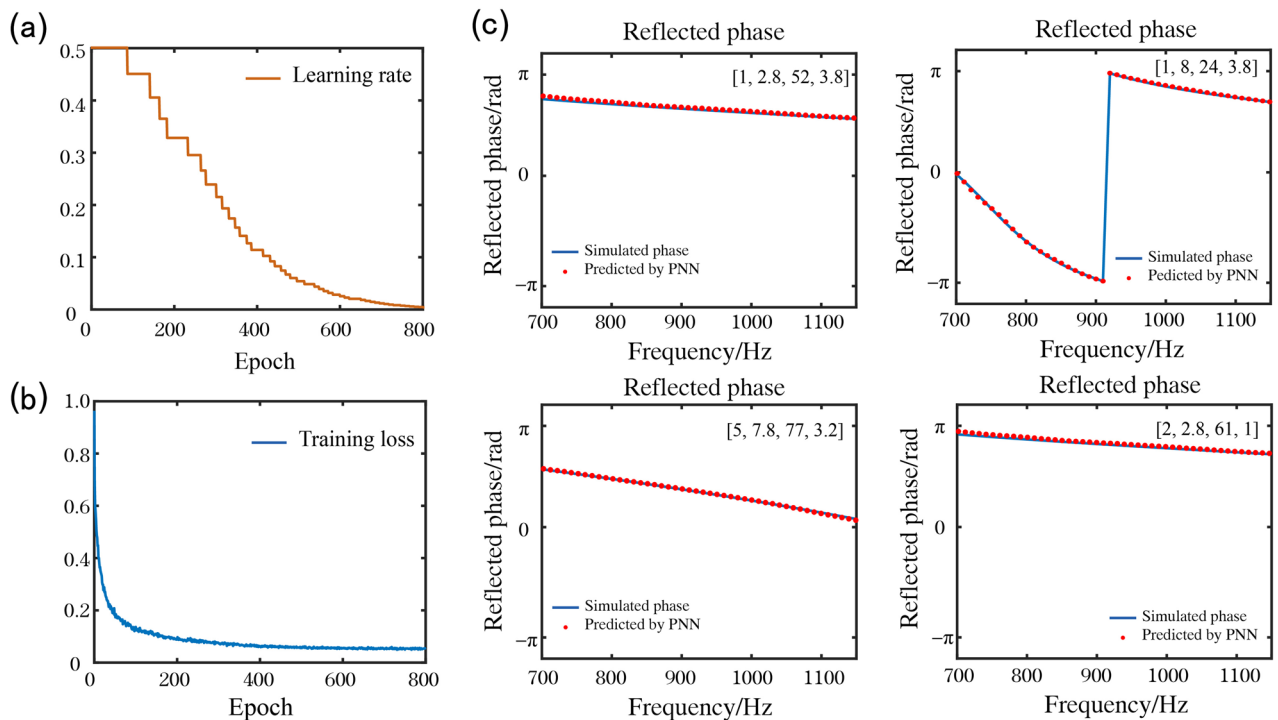 (a)
0.5
0.4
0.3
0.2
0.1
0
Learning rate
0 200 400 600 800
Epoch
(b)
1.0
0.8
0.6
0.4
0.2
0
Training loss
0 200 400 600 800
Epoch
(c)
Reflected phase
[1, 2.8, 52, 3.8]
π
0
−π
Reflected phase/rad
Simulated phase
Predicted by PNN
700 800 900 1000 1100
Frequency/Hz
Reflected phase
[1, 8, 24, 3.8]
π
0
−π
Reflected phase/rad
Simulated phase
Pedicted by PNN
700 800 900 1000 1100
Frequency/Hz
Reflected phase
[5, 7.8, 77, 3.2]
π
0
−π
Reflected phase/rad
Simulated phase
Predicted by PNN
700 800 900 1000 1100
Frequency/Hz
Reflected phase
[2, 2.8, 61, 1]
π
0
−π
Reflected phase/rad
Simulated phase
Predicted by PNN
700 800 900 1000 1100
Frequency/Hz